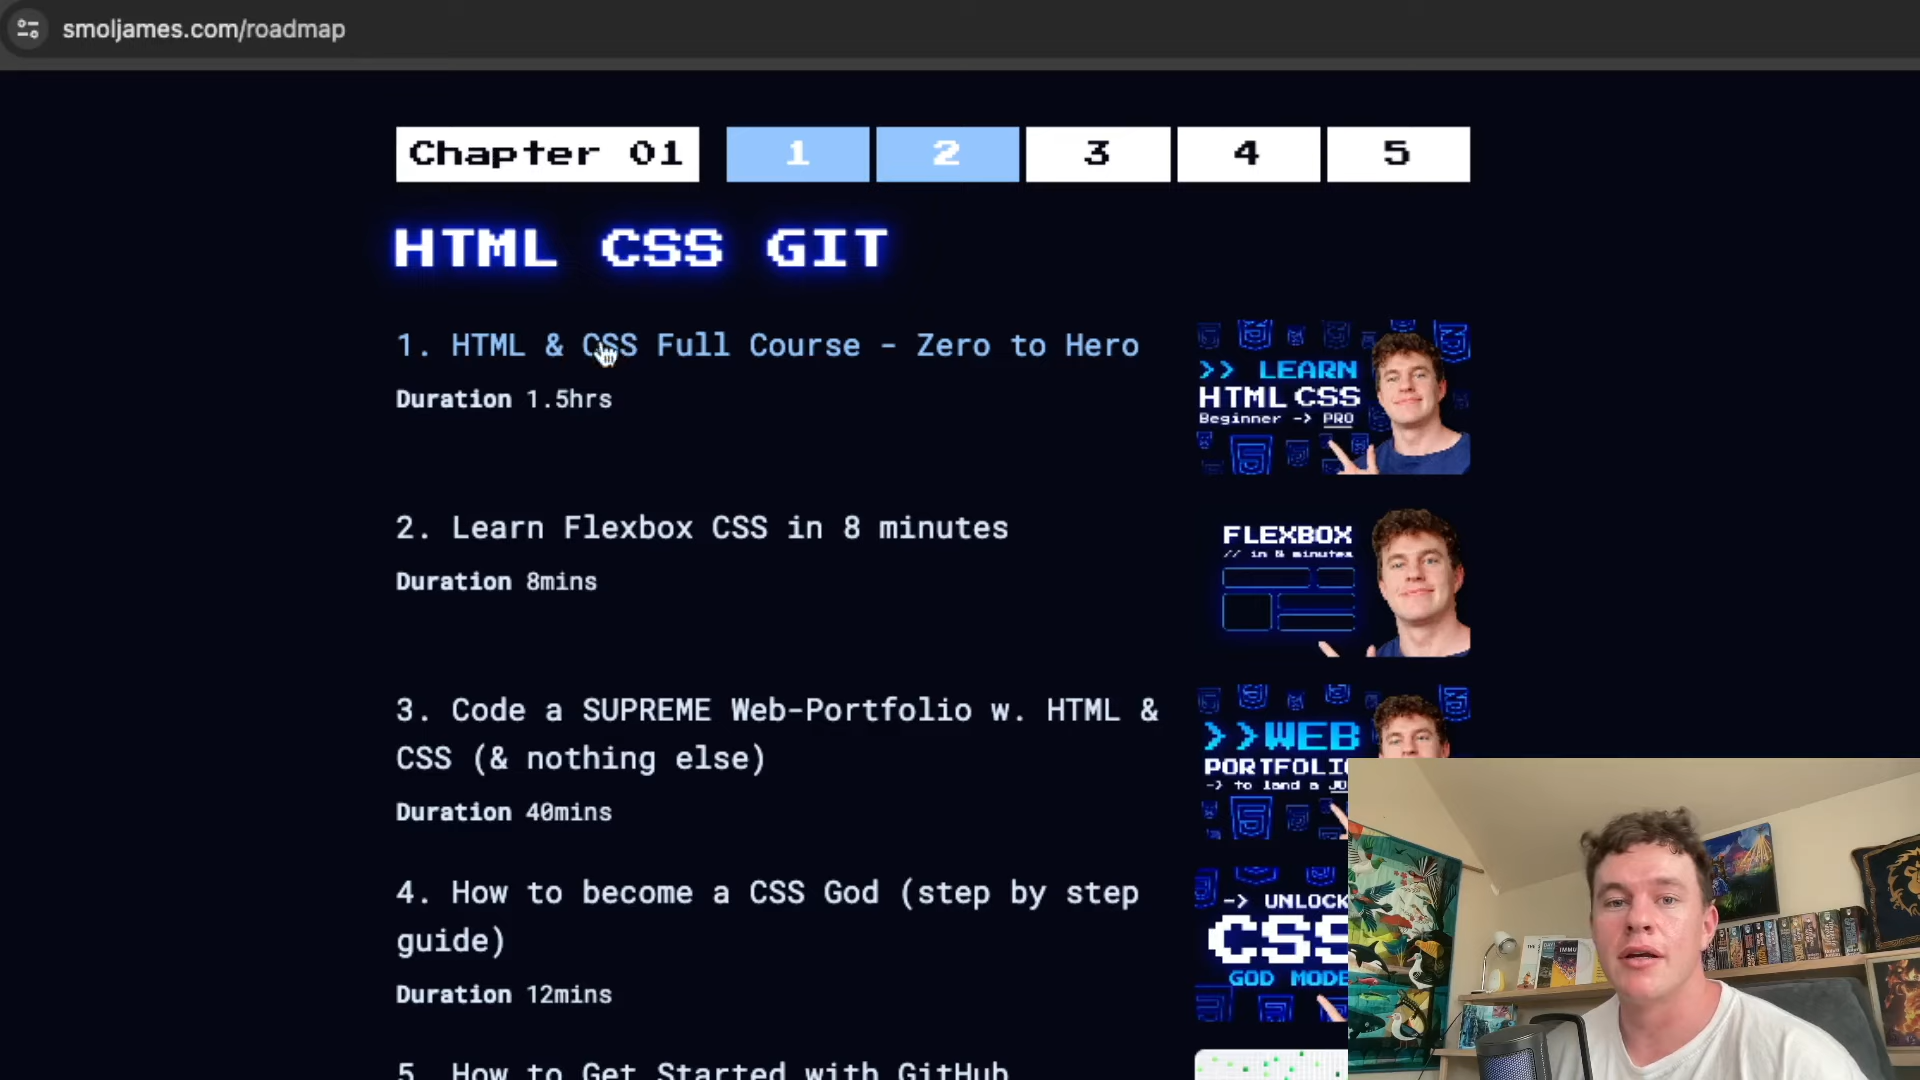 smoljames.com/roadmap
Chapter 01 1 2 3 4 5
HTML CSS GIT
1. HTML & CSS Full Course - Zero to Hero
Duration 1.5hrs
>> LEARN
HTML CSS
Beginner -> PRO
2. Learn Flexbox CSS in 8 minutes
Duration 8mins
FLEXBOX
// in 8 minutes
3. Code a SUPREME Web-Portfolio w. HTML &
CSS (& nothing else)
Duration 40mins
>>WEB
PORTFOLIO
-> to land a JO
4. How to become a CSS God (step by step
guide)
Duration 12mins
-> UNLOCK
CSS
GOD MODE
5. How to Get Started with GitHub